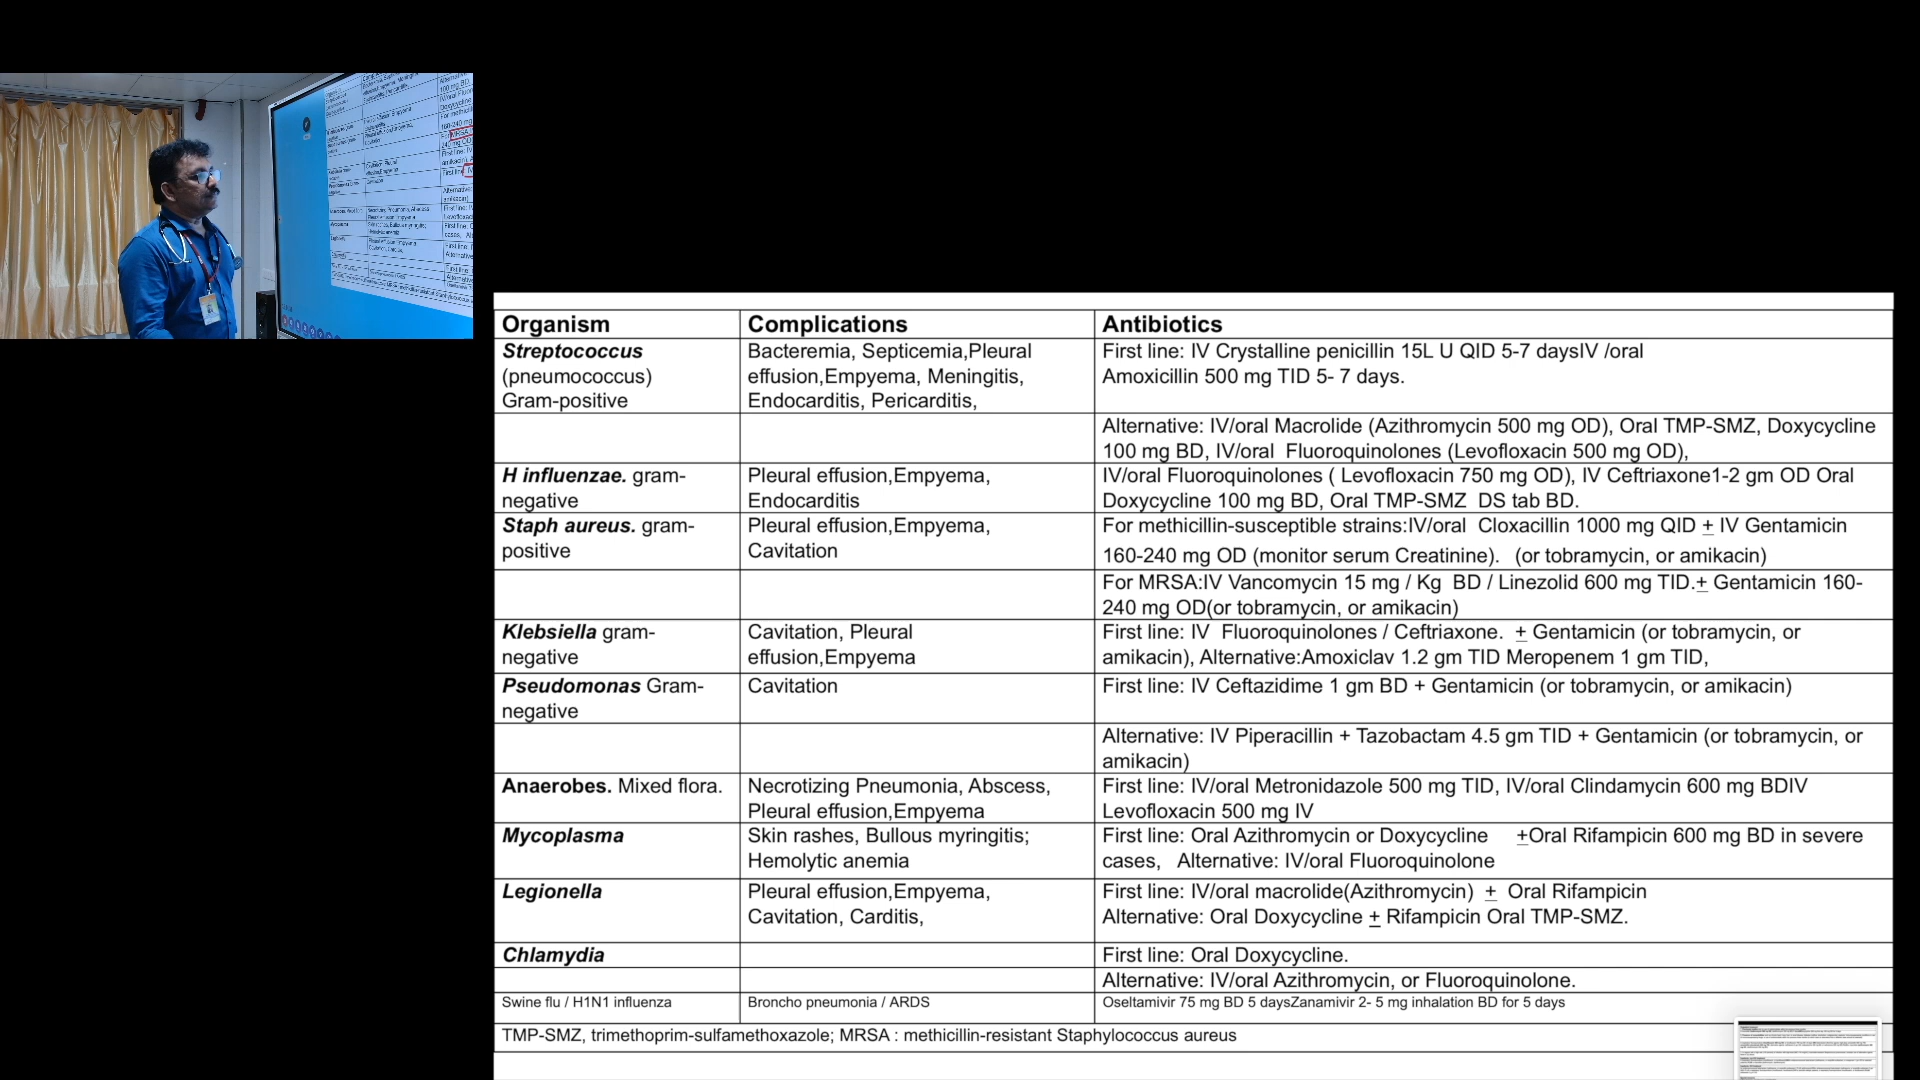 Organism Complications Antibiotics
Streptococcus
(pneumococcus)
Gram-positive
Bacteremia, Septicemia,Pleural
effusion,Empyema, Meningitis,
Endocarditis, Pericarditis,
First line: IV Crystalline penicillin 15L U QID 5-7 daysIV /oral
Amoxicillin 500 mg TID 5- 7 days.
Alternative: IV/oral Macrolide (Azithromycin 500 mg OD), Oral TMP-SMZ, Doxycycline
100 mg BD, IV/oral Fluoroquinolones (Levofloxacin 500 mg OD),
H influenzae. gram-
negative
Pleural effusion,Empyema,
Endocarditis
IV/oral Fluoroquinolones ( Levofloxacin 750 mg OD), IV Ceftriaxone1-2 gm OD Oral
Doxycycline 100 mg BD, Oral TMP-SMZ DS tab BD.
Staph aureus. gram-
positive
Pleural effusion,Empyema,
Cavitation
For methicillin-susceptible strains:IV/oral Cloxacillin 1000 mg QID ± IV Gentamicin
160-240 mg OD (monitor serum Creatinine). (or tobramycin, or amikacin)
For MRSA:IV Vancomycin 15 mg / Kg BD / Linezolid 600 mg TID.± Gentamicin 160-
240 mg OD(or tobramycin, or amikacin)
Klebsiella gram-
negative
Cavitation, Pleural
effusion,Empyema
First line: IV Fluoroquinolones / Ceftriaxone. ± Gentamicin (or tobramycin, or
amikacin), Alternative:Amoxiclav 1.2 gm TID Meropenem 1 gm TID,
Pseudomonas Gram-
negative
Cavitation
First line: IV Ceftazidime 1 gm BD + Gentamicin (or tobramycin, or amikacin)
Alternative: IV Piperacillin + Tazobactam 4.5 gm TID + Gentamicin (or tobramycin, or
amikacin)
Anaerobes. Mixed flora.
Necrotizing Pneumonia, Abscess,
Pleural effusion,Empyema
First line: IV/oral Metronidazole 500 mg TID, IV/oral Clindamycin 600 mg BDIV
Levofloxacin 500 mg IV
Mycoplasma
Skin rashes, Bullous myringitis;
Hemolytic anemia
First line: Oral Azithromycin or Doxycycline ±Oral Rifampicin 600 mg BD in severe
cases, Alternative: IV/oral Fluoroquinolone
Legionella
Pleural effusion,Empyema,
Cavitation, Carditis,
First line: IV/oral macrolide(Azithromycin) ± Oral Rifampicin
Alternative: Oral Doxycycline ± Rifampicin Oral TMP-SMZ.
Chlamydia
First line: Oral Doxycycline.
Alternative: IV/oral Azithromycin, or Fluoroquinolone.
Swine flu / H1N1 influenza
Broncho pneumonia / ARDS
Oseltamivir 75 mg BD 5 daysZanamivir 2- 5 mg inhalation BD for 5 days
TMP-SMZ, trimethoprim-sulfamethoxazole; MRSA : methicillin-resistant Staphylococcus aureus